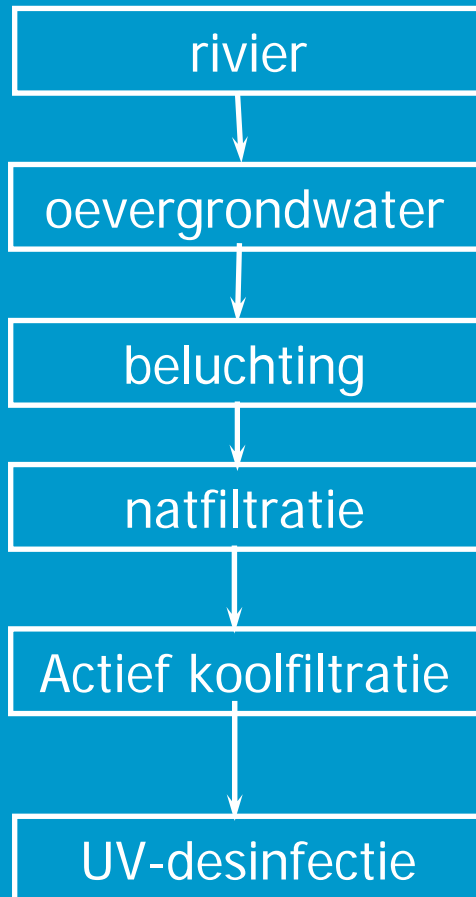 rivier
oevergrondwater
beluchting
natfiltratie
Actief koolfiltratie
UV-desinfectie